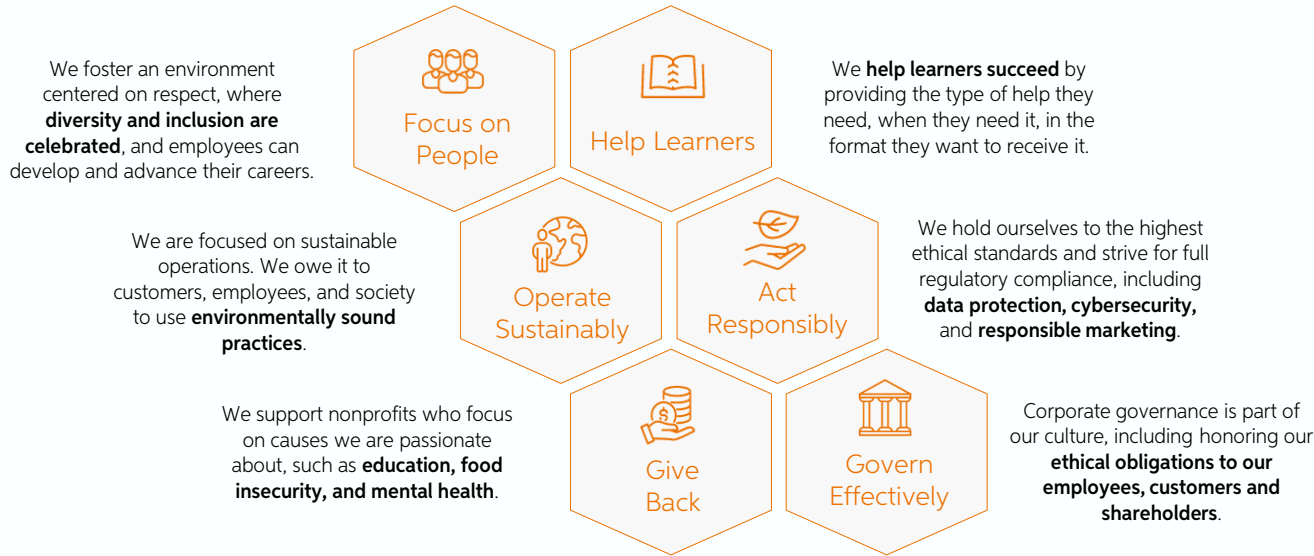 We foster an environment
centered on respect, where
diversity and inclusion are
celebrated, and employees can
develop and advance their careers.
Focus on
People
Help Learners
We help learners succeed by
providing the type of help they
need, when they need it, in the
format they want to receive it.
We are focused on sustainable
operations. We owe it to
customers, employees, and society
to use environmentally sound
practices.
Operate
Sustainably
Act
Responsibly
We hold ourselves to the highest
ethical standards and strive for full
regulatory compliance, including
data protection, cybersecurity,
and responsible marketing.
We support nonprofits who focus
on causes we are passionate
about, such as education, food
insecurity, and mental health.
$
Give
Back
Govern
Effectively
Corporate governance is part of
our culture, including honoring our
ethical obligations to our
employees, customers and
shareholders.